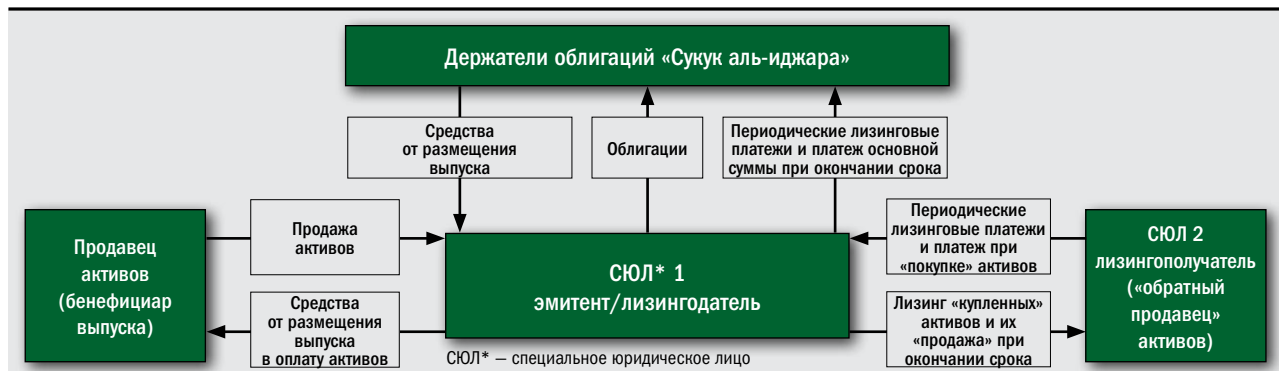 Держатели облигаций «Сукук аль-иджара»
Средства
от размещения
выпуска
Облигации
Периодические лизинговые
платежи и платеж основной
суммы при окончании срока
Продавец
активов
(бенефициар
выпуска)
Продажа
активов
Средства
от размещения
выпуска
в оплату активов
СЮЛ* 1
эмитент/лизингодатель
Периодические
лизинговые платежи
и платеж при
«покупке» активов
Лизинг «купленных»
активов и их
«продажа» при
окончании срока
СЮЛ 2
лизингополучатель
(«обратный
продавец»
активов)
СЮЛ* — специальное юридическое лицо